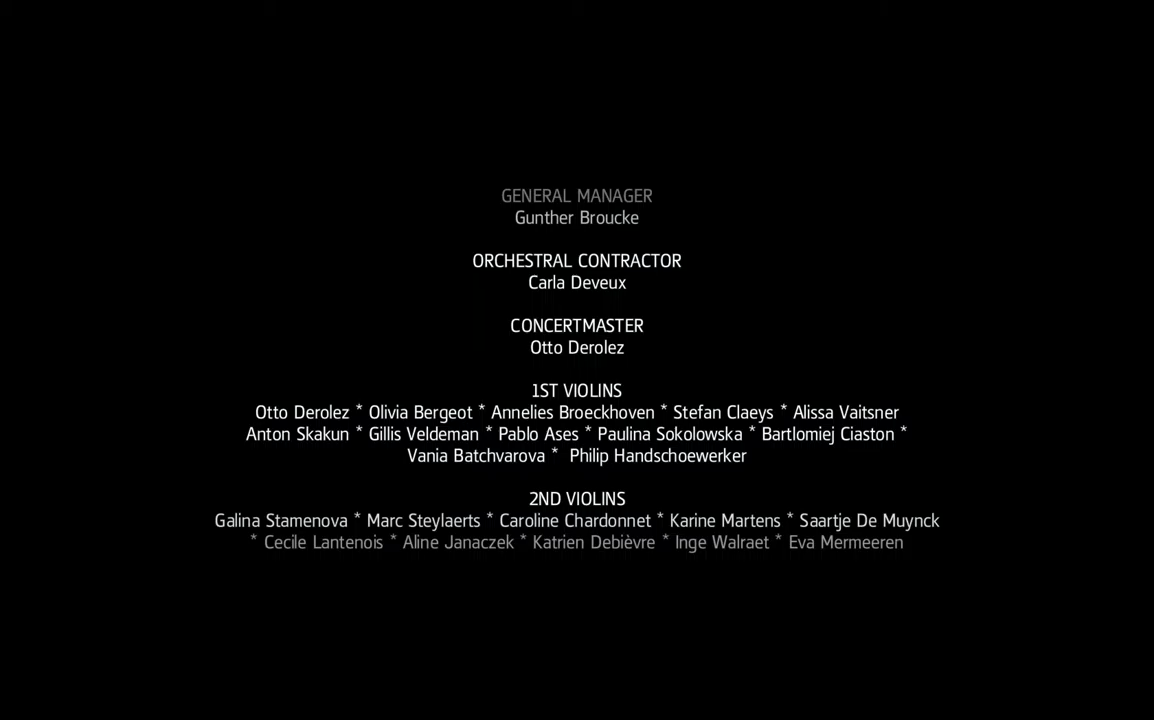 GENERAL MANAGER
Gunther Broucke
ORCHESTRAL CONTRACTOR
Carla Deveux
CONCERTMASTER
Otto Derolez
1ST VIOLINS
Otto Derolez * Olivia Bergeot * Annelies Broeckhoven * Stefan Claeys * Alissa Vaitsner
Anton Skakun * Gillis Veldeman * Pablo Ases * Paulina Sokolowska * Bartlomiej Ciaston *
Vania Batchvarova * Philip Handschoewerker
2ND VIOLINS
Galina Stamenova * Marc Steylaerts * Caroline Chardonnet * Karine Martens * Saartje De Muynck
* Cecile Lantenois * Aline Janaczek * Katrien Debièvre * Inge Walraet * Eva Mermeeren